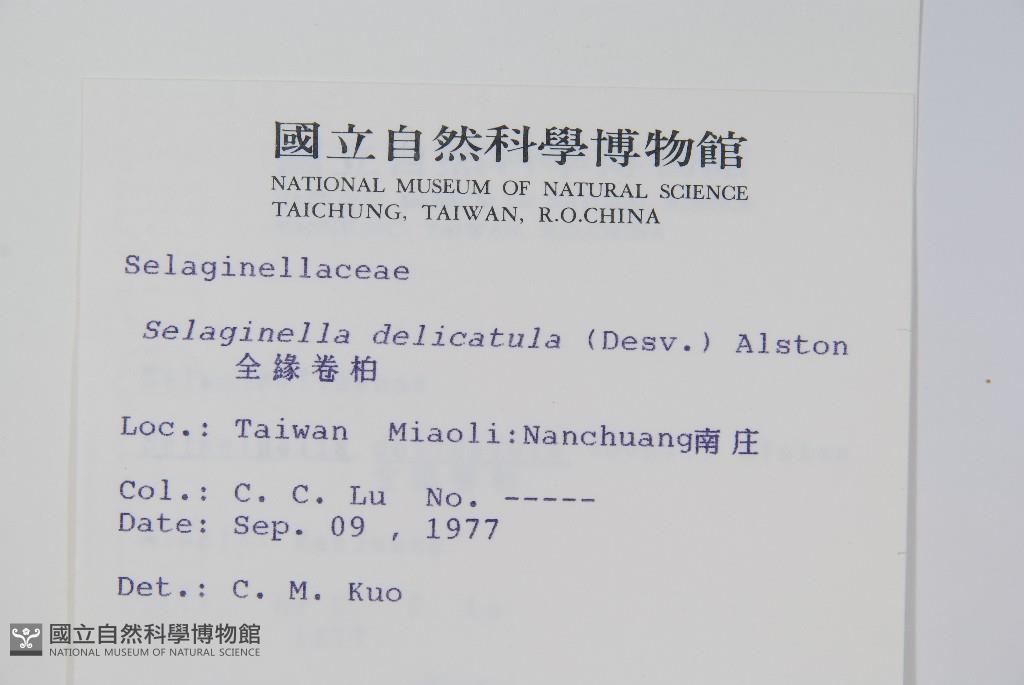 國立自然科學博物館
NATIONAL MUSEUM OF NATURAL SCIENCE
TAICHUNG, TAIWAN, R.O.CHINA
Selaginellaceae
Selaginella delicatula (Desv.) Alston
全緣卷柏
Loc.: Taiwan Miaoli:Nanchuang南庄
Col.: C. C. Lu No. -----
Date: Sep. 09 , 1977
Det.: C. M. Kuo
國立自然科學博物館
NATIONAL MUSEUM OF NATURAL SCIENCE